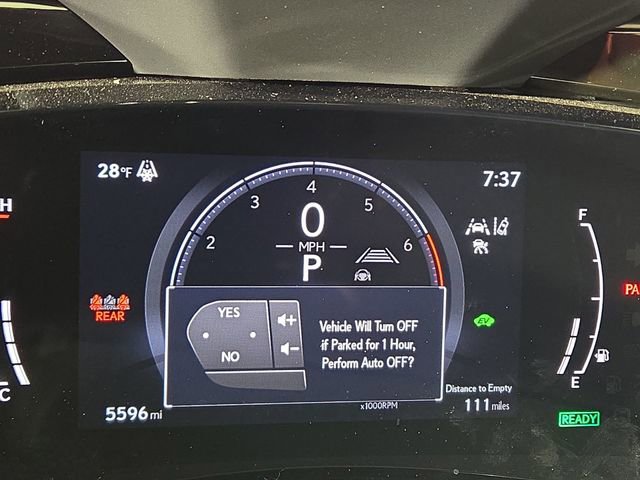 28°F
7:37
2 3 4 5 6
0
MPH
P
H
F
REAR
YES
NO
Vehicle Will Turn OFF
if Parked for 1 Hour,
Perform Auto OFF?
EV
PA
E
C
Distance to Empty
5596 mi
x1000RPM
111 miles
READY